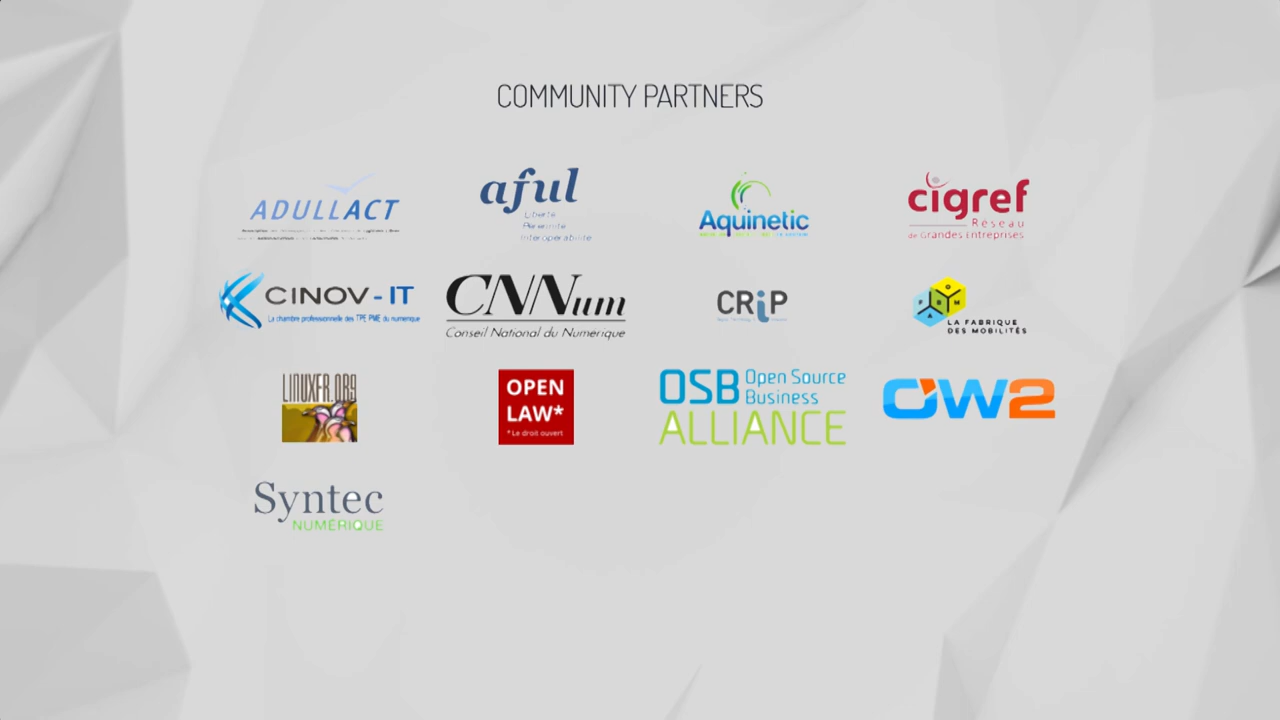 COMMUNITY PARTNERS
ADULLACT
aful
Liberté
Pérennité
Interopérabilité
Aquinetic
cigref
Réseau
de Grandes Entreprises
CINOV-IT
La chambre professionnelle des TPE PME du numérique
CNNum
Conseil National du Numérique
CRiP
LA FABRIQUE
DES MOBILITÉS
LINUXFR.ORG
OPEN
LAW*
*Le droit ouvert
OSB Open Source
Business
ALLIANCE
OW2
Syntec
NUMÉRIQUE